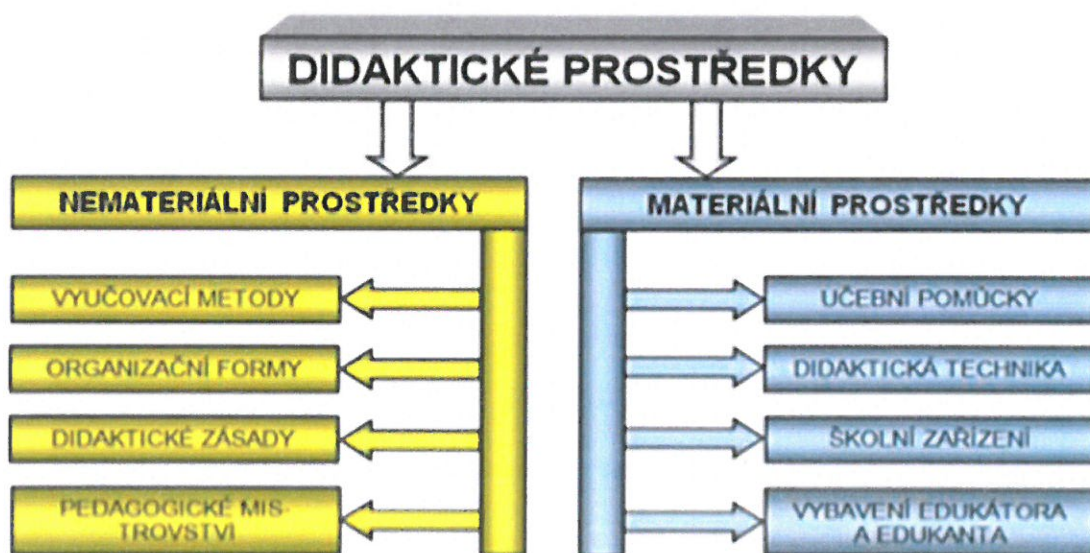 DIDAKTICKÉ PROSTŘEDKY
NEMATERIÁLNÍ PROSTŘEDKY
VYUČOVACÍ METODY
ORGANIZAČNÍ FORMY
DIDAKTICKÉ ZÁSADY
PEDAGOGICKÉ MIS-
TROVSTVÍ
MATERIÁLNÍ PROSTŘEDKY
UČEBNÍ POMŮCKY
DIDAKTICKÁ TECHNIKA
ŠKOLNÍ ZAŘÍZENÍ
VYBAVENÍ EDUKÁTORA
A EDUKANTA